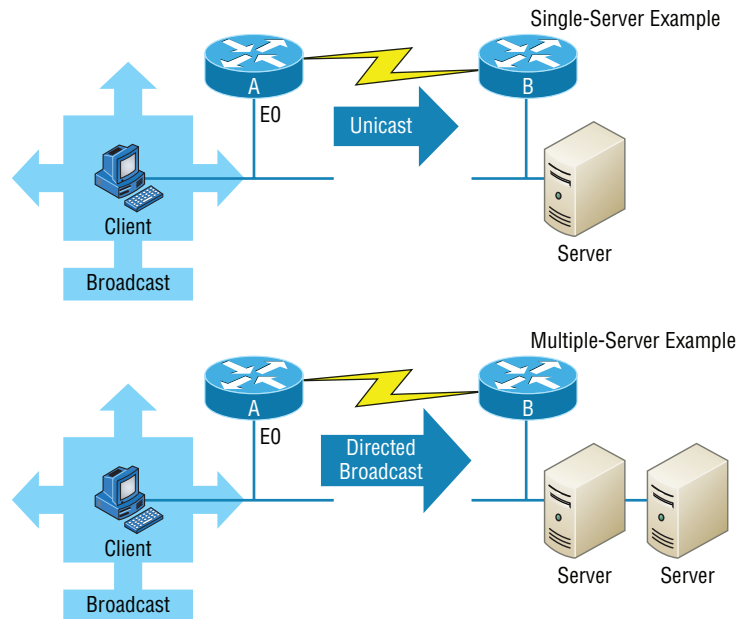 Single-Server Example
A
B
E0
Unicast
Client
Server
Broadcast
Multiple-Server Example
A
B
E0
Directed
Broadcast
Client
Server
Server
Broadcast